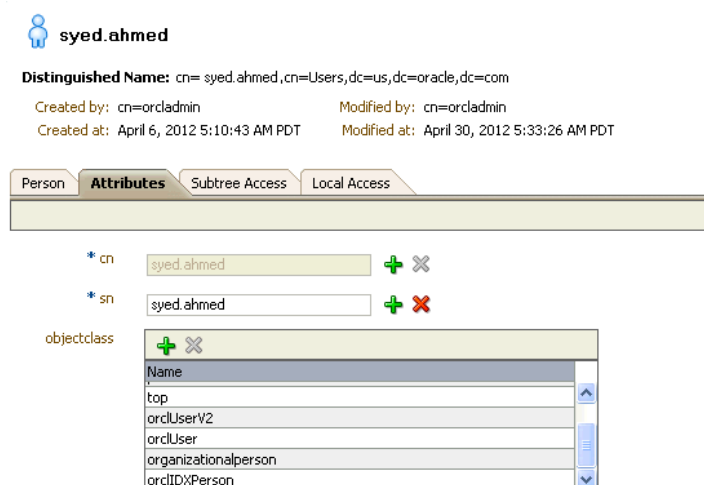 syed.ahmed
Distinguished Name: cn= syed.ahmed,cn=Users,dc=us,dc=oracle,dc=com
Created by: cn=orcladmin Modified by: cn=orcladmin
Created at: April 6, 2012 5:10:43 AM PDT Modified at: April 30, 2012 5:33:26 AM PDT
Person Attributes Subtree Access Local Access
* cn syed.ahmed
* sn syed.ahmed
objectclass
Name
top
orclUserV2
orclUser
organizationalperson
orclIDXPerson